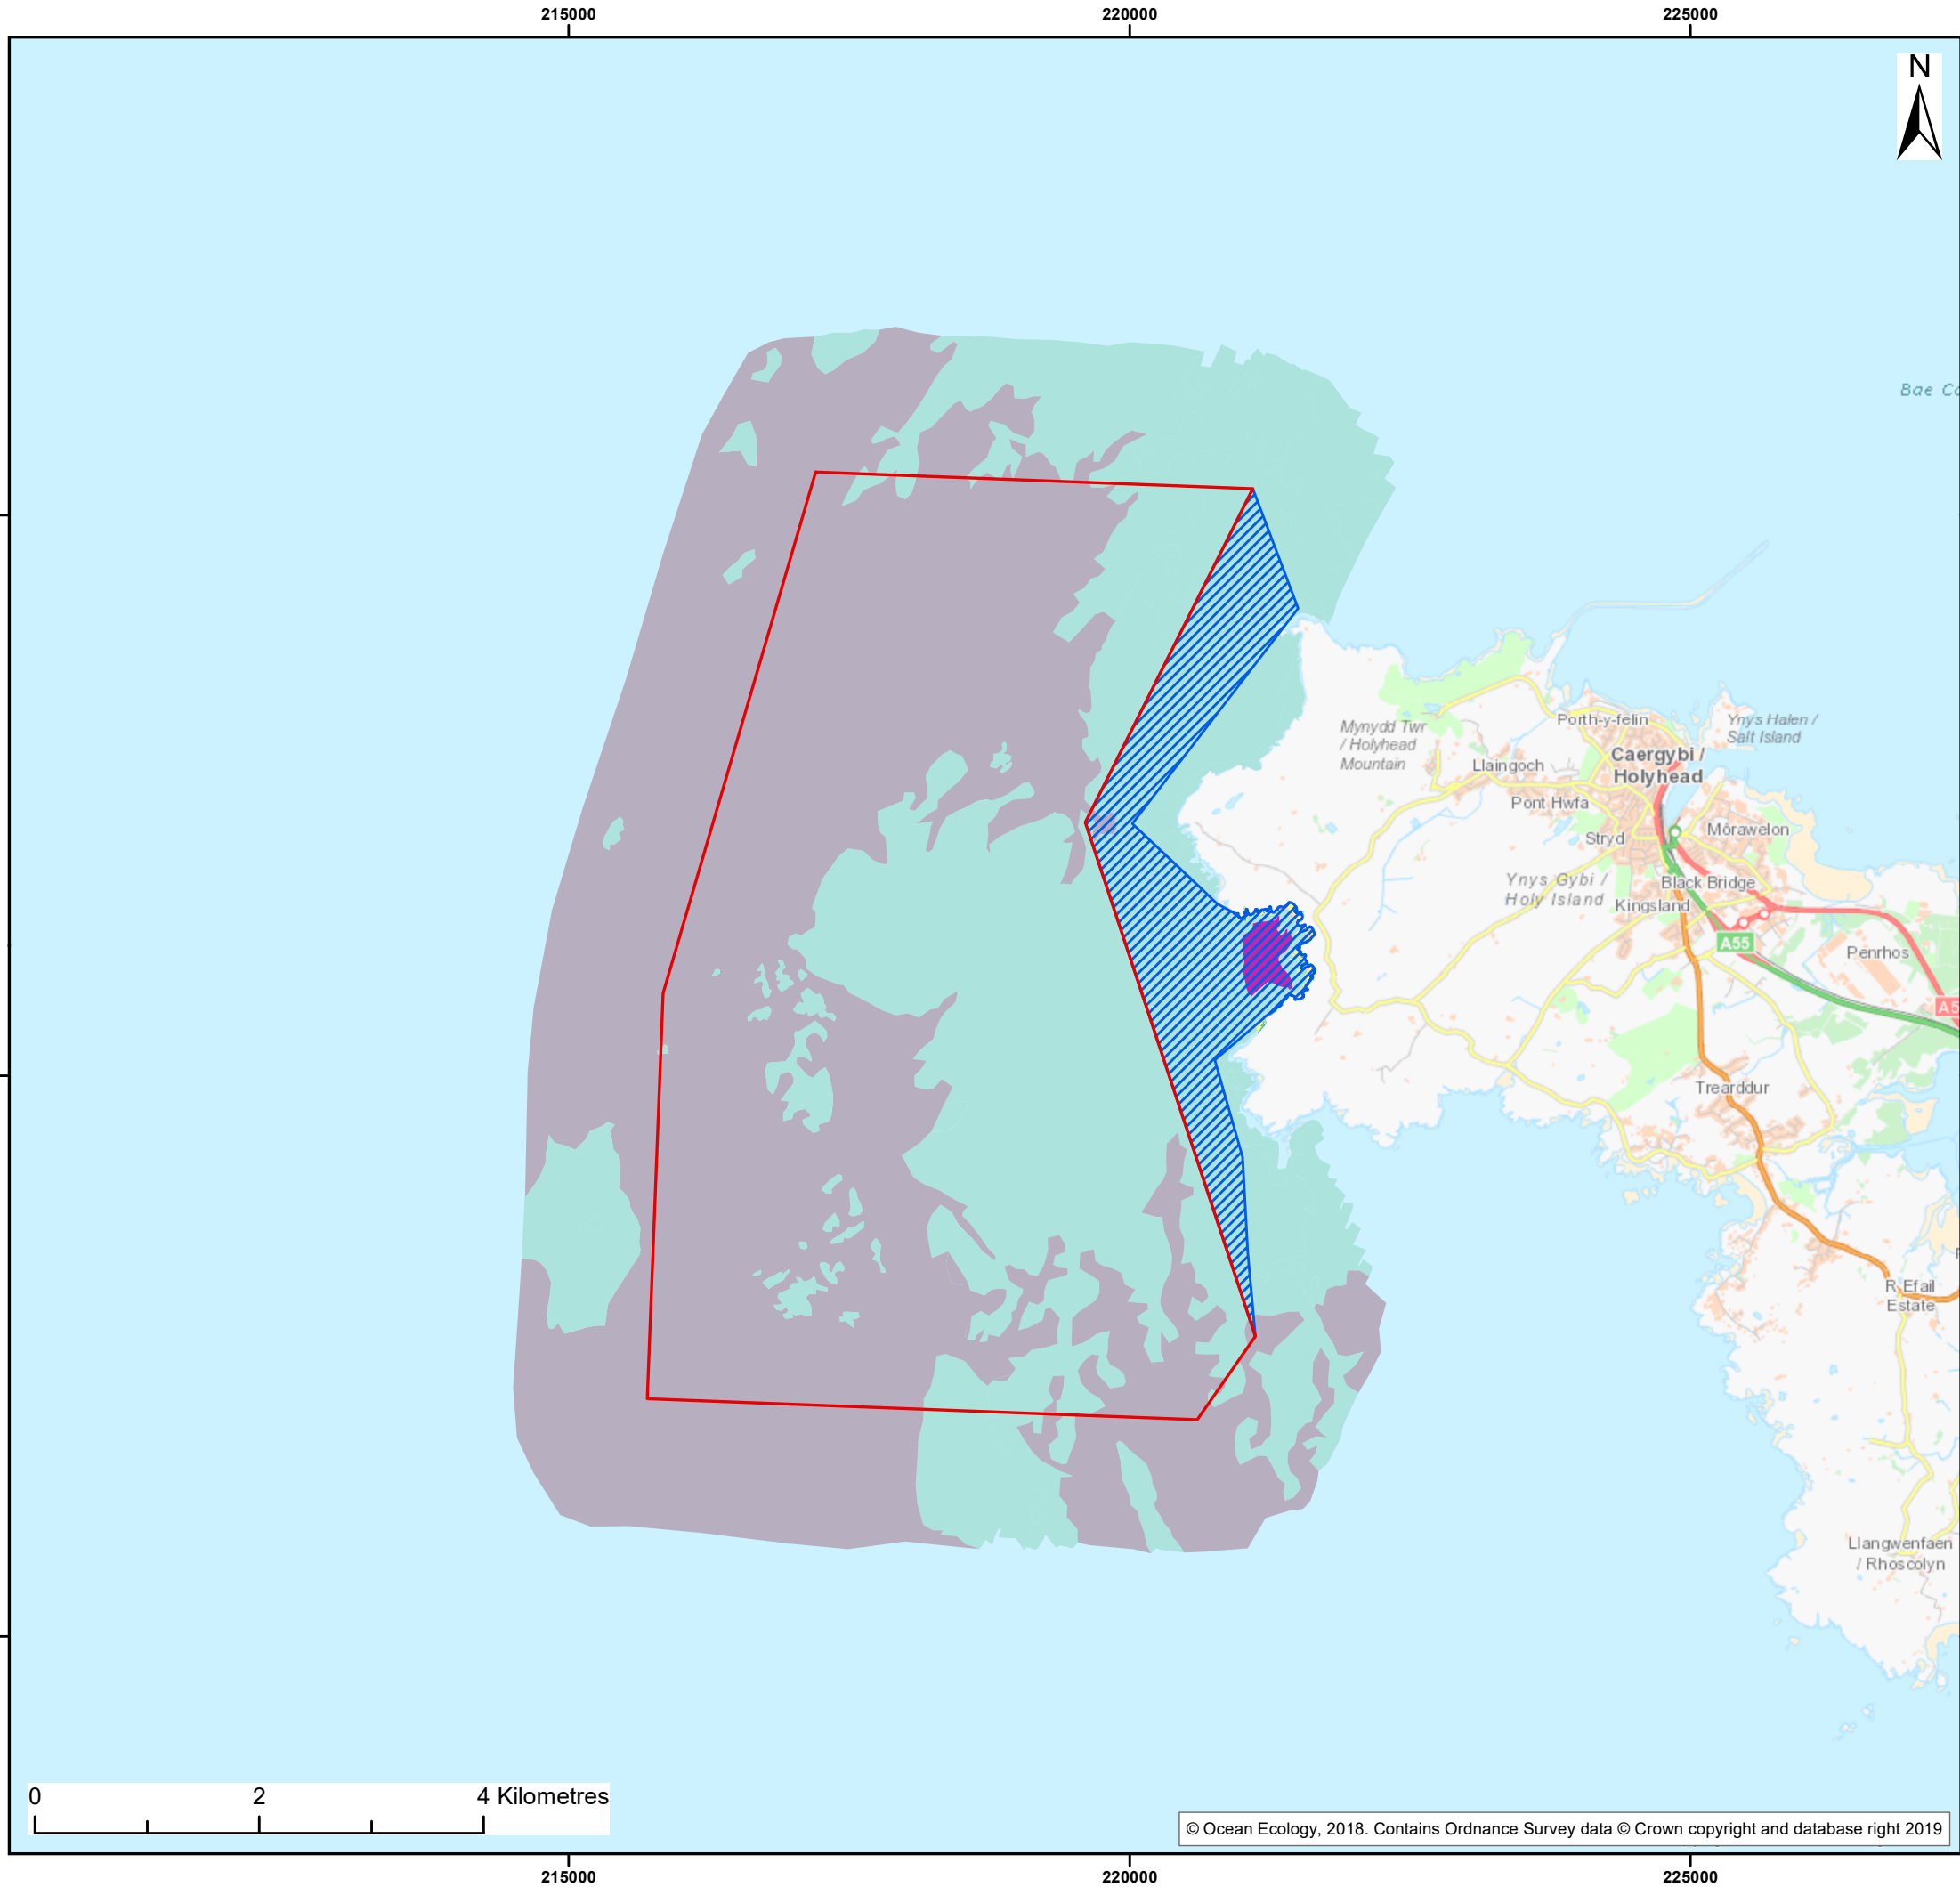 215000
220000
225000
N
Bae C
Porth-y-felin
Ynys Halen /
Salt Island
Mynydd Twr
/ Holyhead
Mountain
Caergybi /
Holyhead
Llaingoch
Pont Hwfa
Stryd
Môrawelon
Ynys Gybi /
Holy Island
Black Bridge
Kingsland
A55
Penrhos
A5
Trearddur
R Efail
Estate
Llangwenfaen
/ Rhoscolyn
0 2 4 Kilometres
© Ocean Ecology, 2018. Contains Ordnance Survey data © Crown copyright and database right 2019
215000
220000
225000